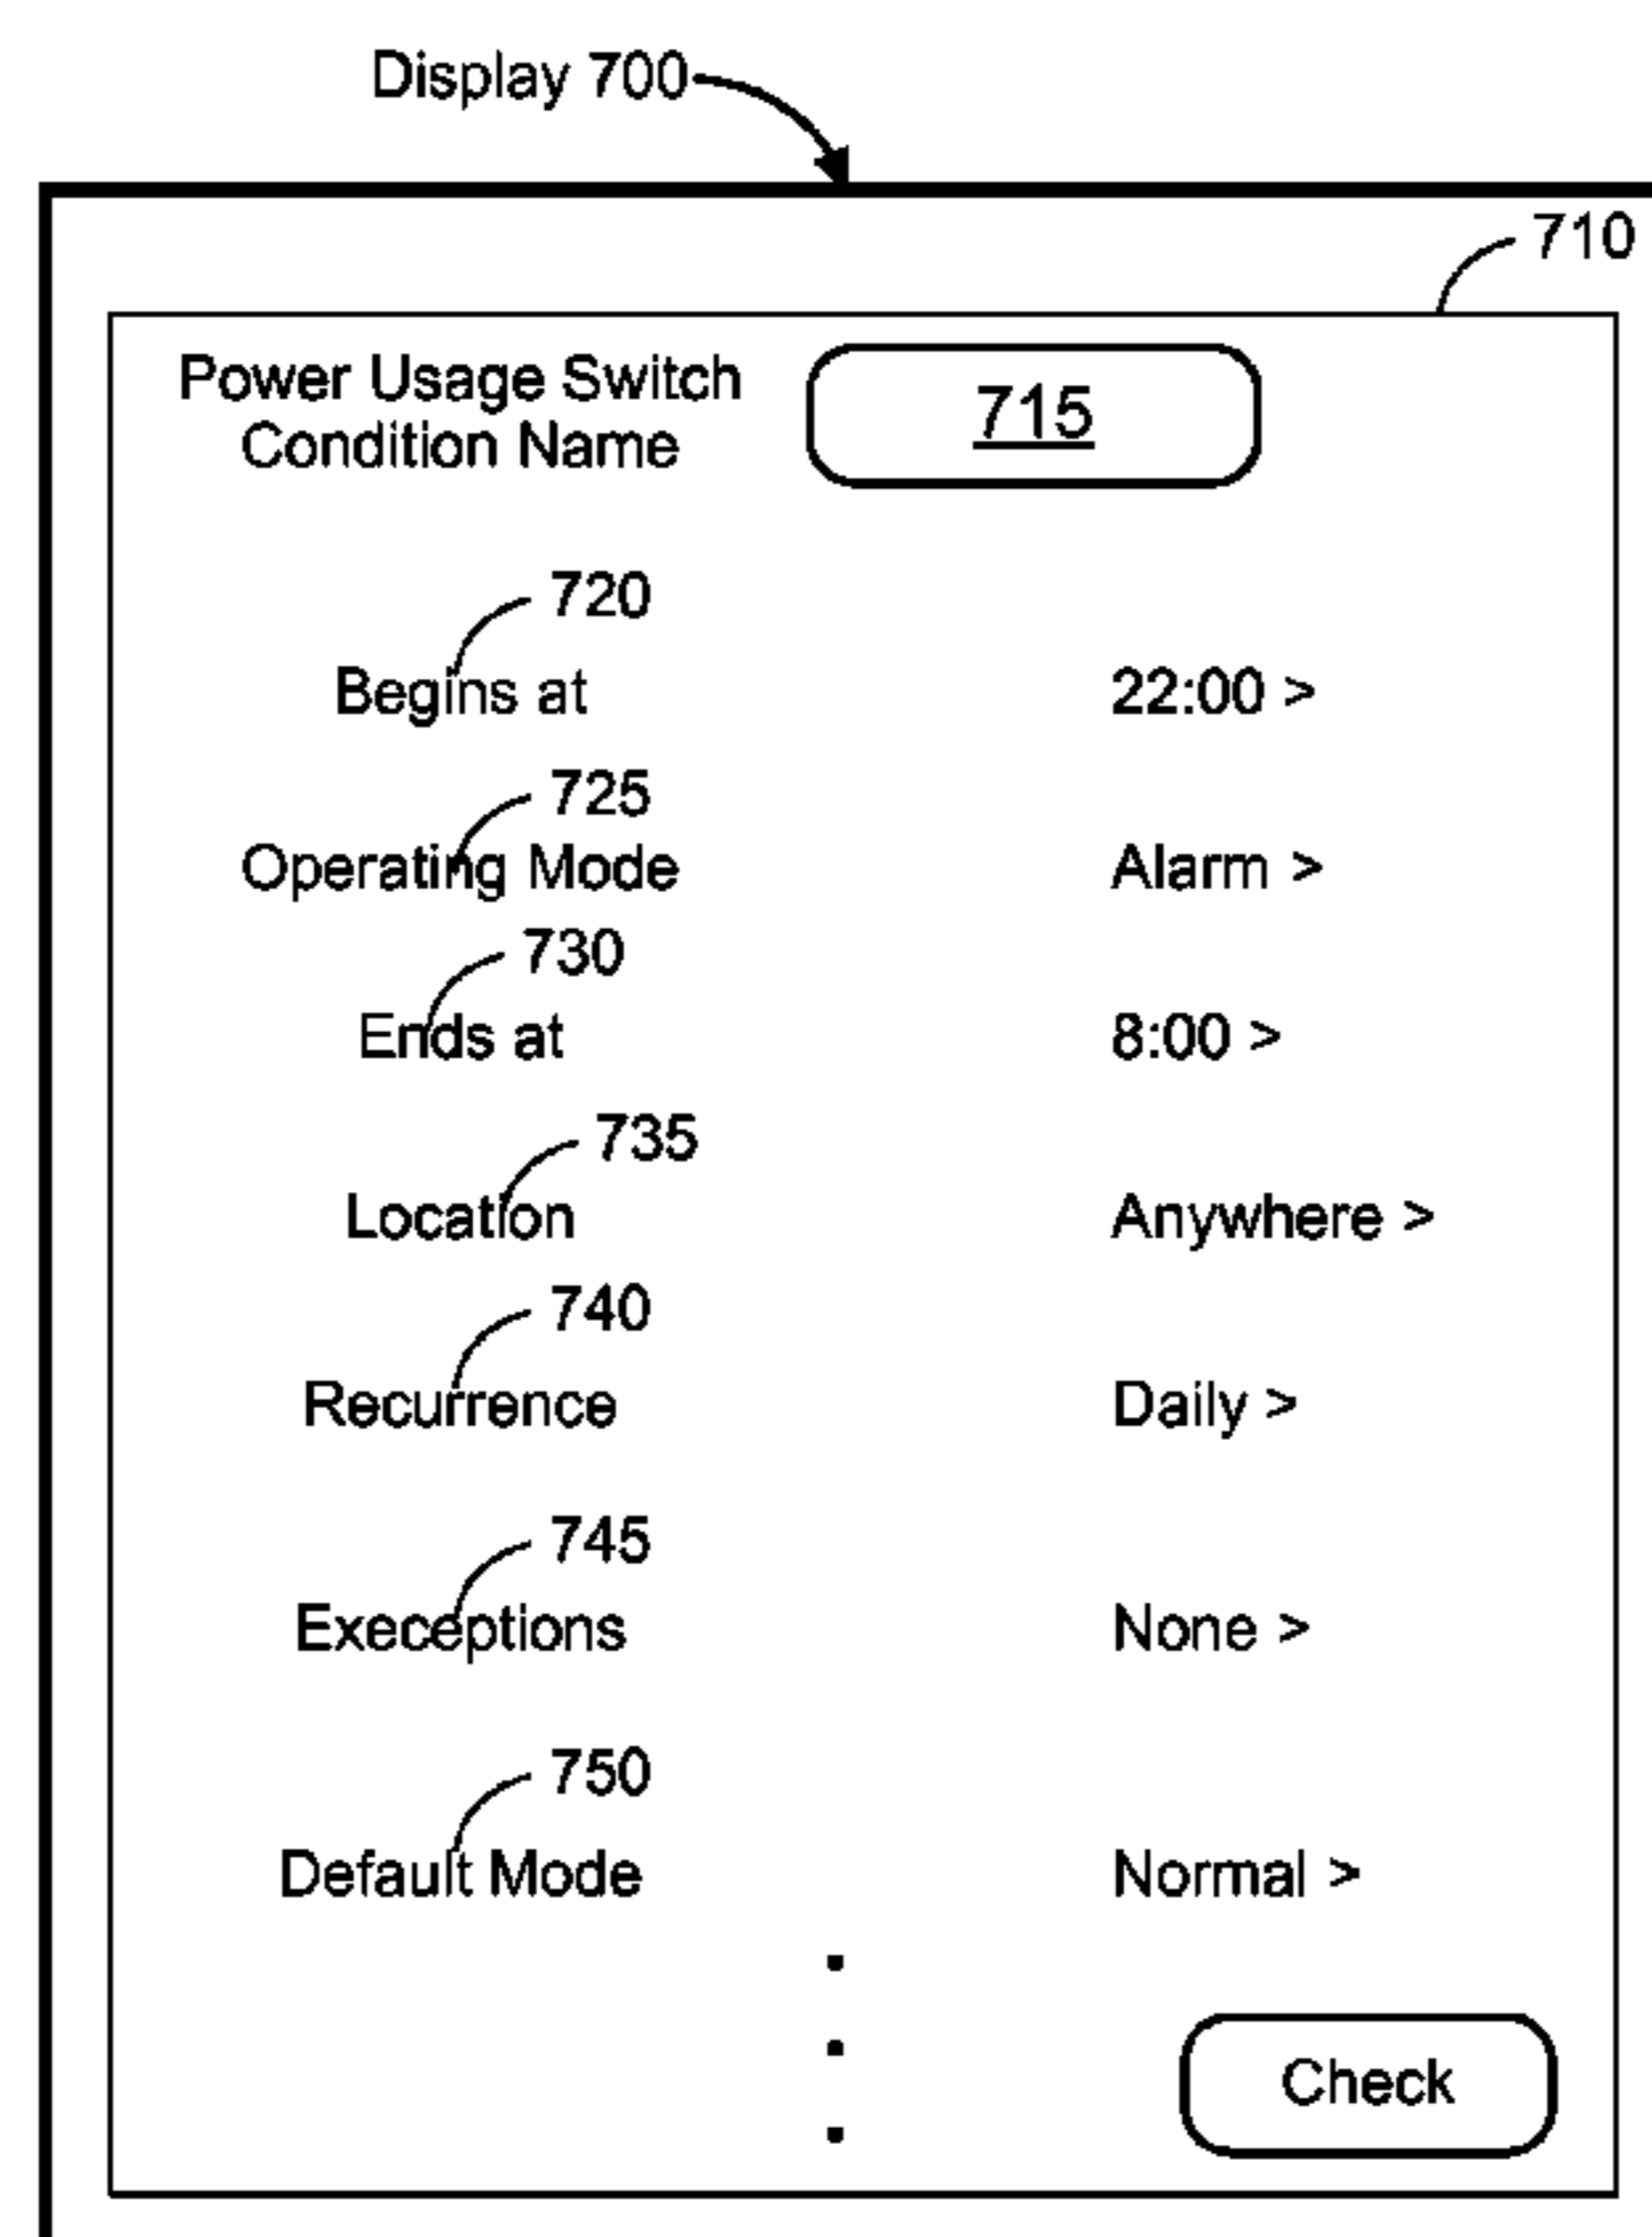 Display 700
710
Power Usage Switch
Condition Name
715
720
Begins at 22:00 >
725
Operating Mode Alarm >
730
Ends at 8:00 >
735
Location Anywhere >
740
Recurrence Daily >
745
Execeptions None >
750
Default Mode Normal >
Check